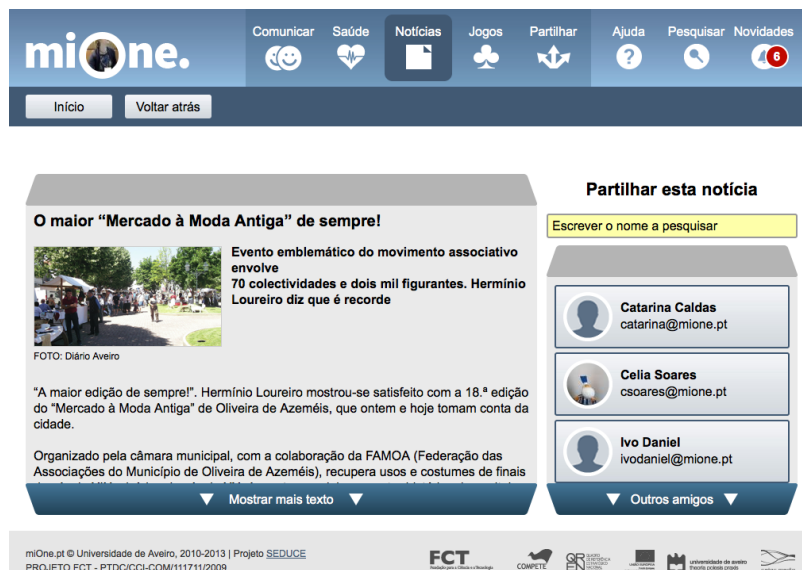 miOne.
Comunicar
Saúde
Notícias
Jogos
Partilhar
Ajuda
Pesquisar
Novidades
6
Início
Voltar atrás
O maior “Mercado à Moda Antiga” de sempre!
Evento emblemático do movimento associativo
envolve
70 colectividades e dois mil figurantes. Hermínio
Loureiro diz que é recorde
FOTO: Diário Aveiro
“A maior edição de sempre!”. Hermínio Loureiro mostrou-se satisfeito com a 18.ª edição
do “Mercado à Moda Antiga” de Oliveira de Azeméis, que ontem e hoje tomam conta da
cidade.
Organizado pela câmara municipal, com a colaboração da FAMOA (Federação das
Associações do Município de Oliveira de Azeméis), recupera usos e costumes de finais
Mostrar mais texto
Partilhar esta notícia
Escrever o nome a pesquisar
Catarina Caldas
catarina@mione.pt
Celia Soares
csoares@mione.pt
Ivo Daniel
ivodaniel@mione.pt
Outros amigos
miOne.pt © Universidade de Aveiro, 2010-2013 | Projeto SEDUCE
PROJETO FCT - PTDC/CCI-COM/111711/2009
FCT
COMPETE
QREN
universidade de aveiro